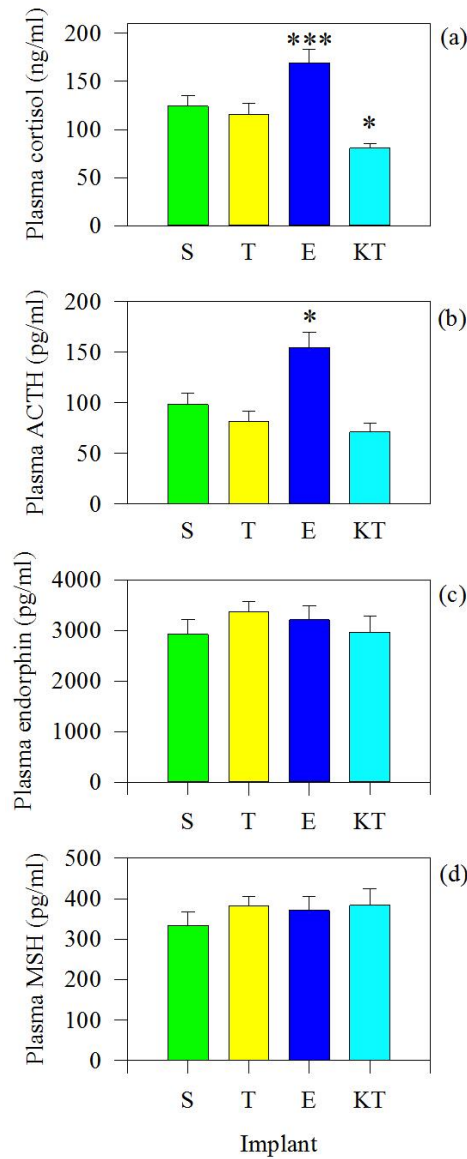 (a)
Plasma cortisol (ng/ml)
200
150
100
50
0
***
*
S T E KT
(b)
Plasma ACTH (pg/ml)
200
150
100
50
0
*
S T E KT
(c)
Plasma endorphin (pg/ml)
4000
3000
2000
1000
0
S T E KT
(d)
Plasma MSH (pg/ml)
500
400
300
200
100
0
S T E KT
Implant